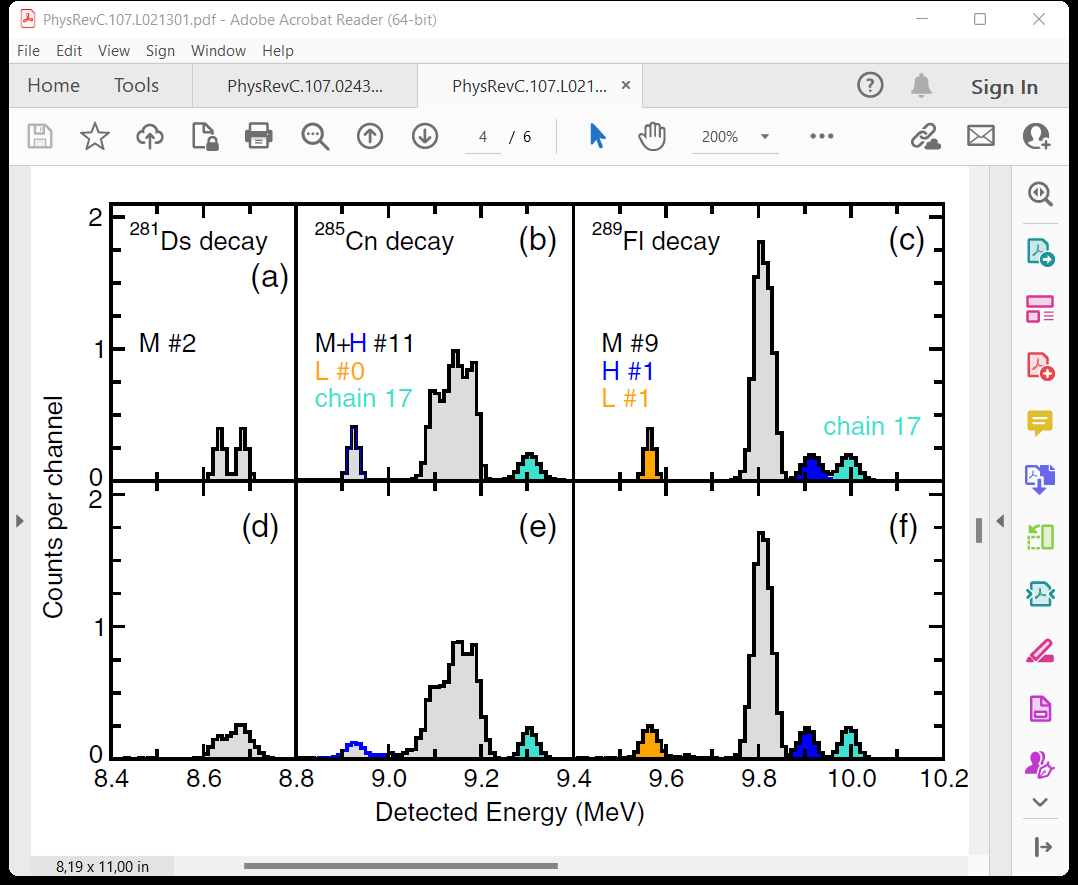 PhysRevC.107.L021301.pdf - Adobe Acrobat Reader (64-bit)
File Edit View Sign Window Help
Home Tools PhysRevC.107.0243... PhysRevC.107.L021... × ? Sign In
4 / 6 200%
281Ds decay
(a)
M #2
285Cn decay
(b)
M+H #11
L #0
chain 17
289Fl decay
(c)
M #9
H #1
L #1
chain 17
2
1
0
Counts per channel
(d)
(e)
(f)
2
1
0
8.4 8.6 8.8 9.0 9.2 9.4 9.6 9.8 10.0 10.2
Detected Energy (MeV)
8,19 x 11,00 in